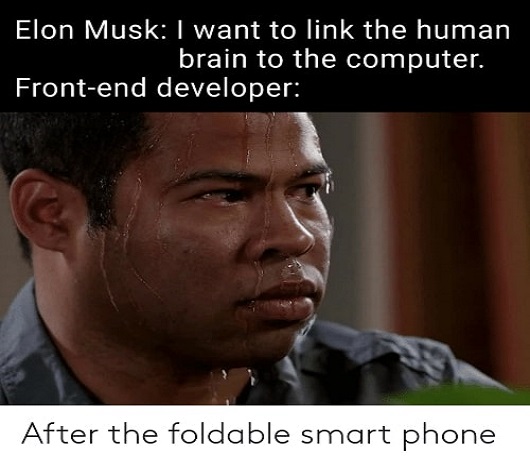 Elon Musk: I want to link the human
brain to the computer.
Front-end developer:
After the foldable smart phone